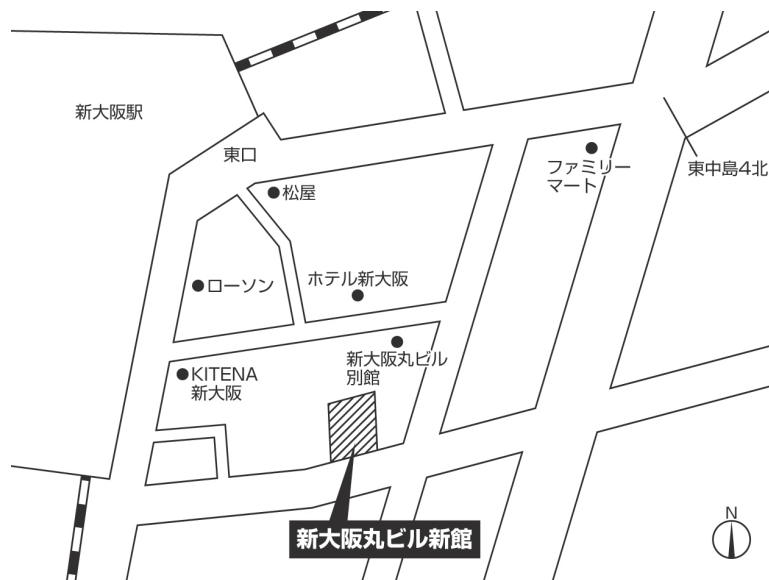 新大阪駅
東口
松屋
ファミリー
マート
東中島4北
ローソン
ホテル新大阪
新大阪丸ビル
別館
KITENA
新大阪
新大阪丸ビル新館
N